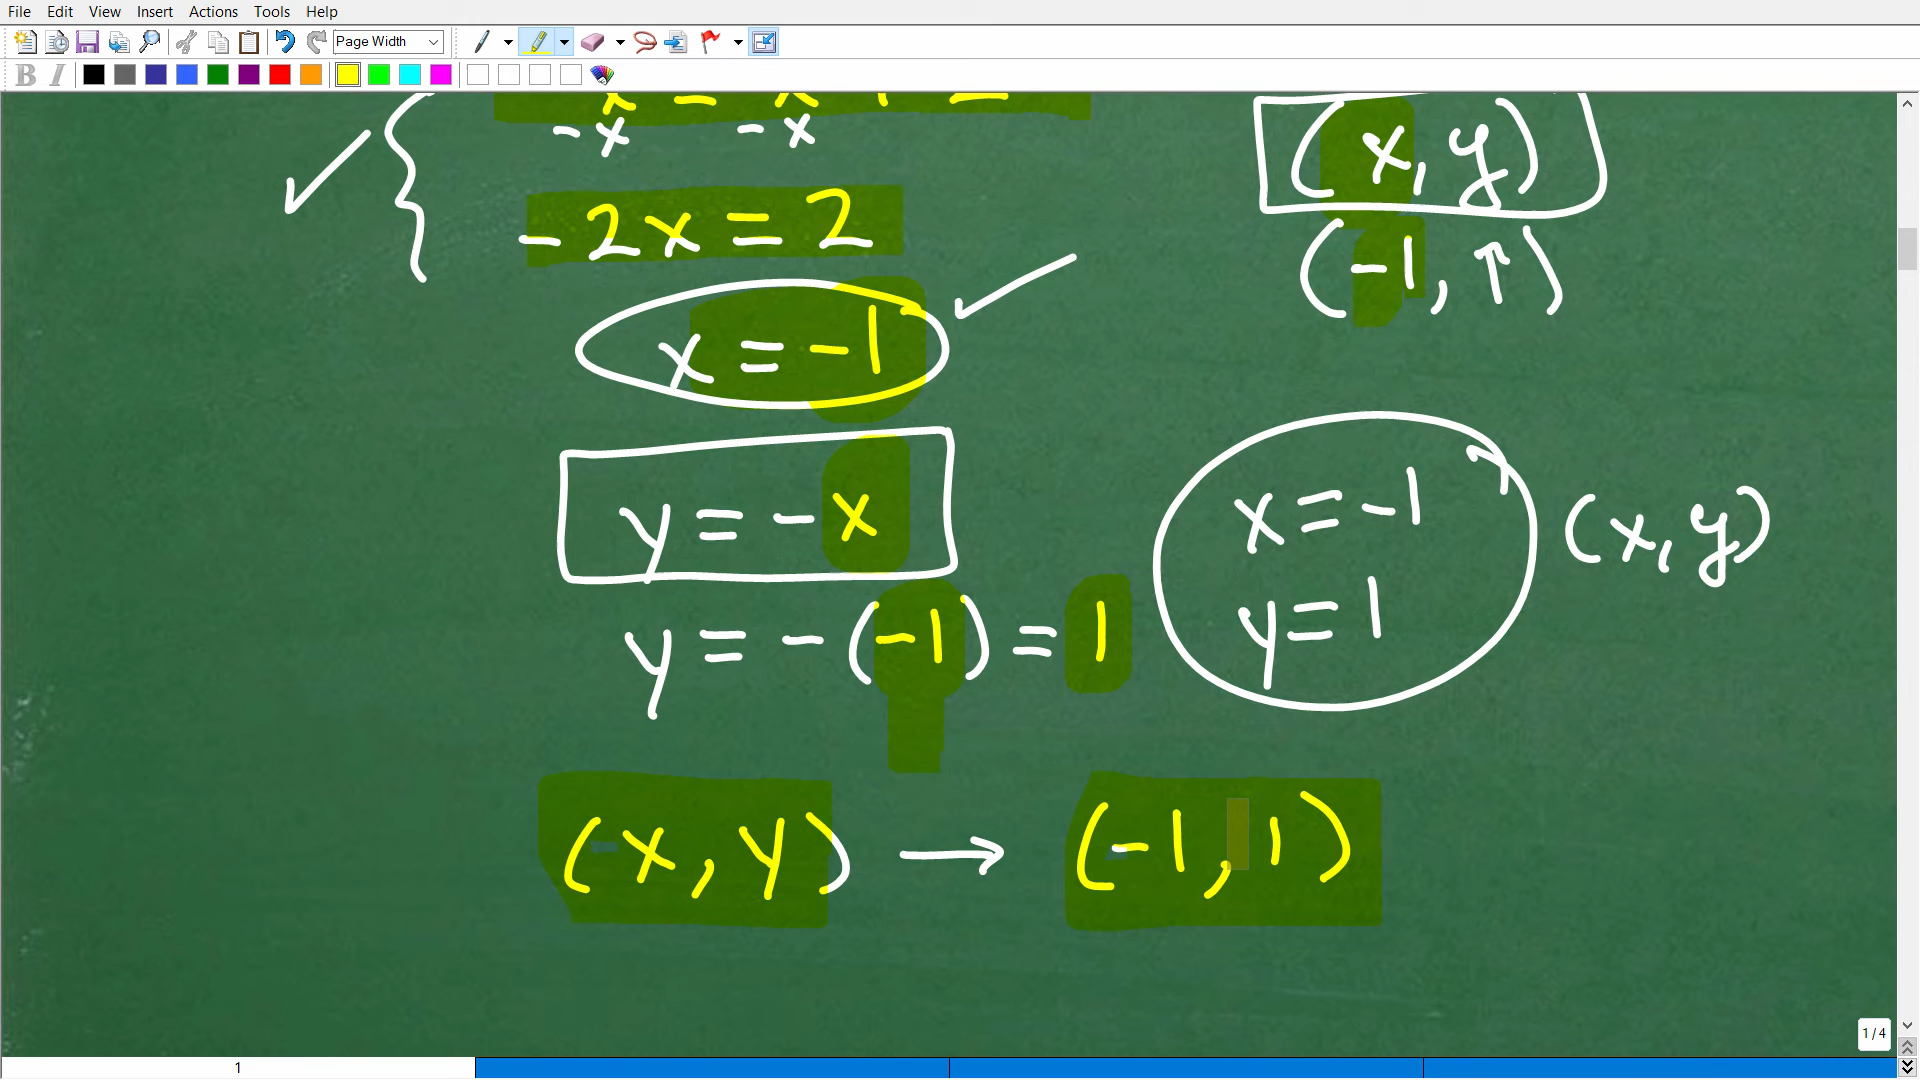 File Edit View Insert Actions Tools Help
Page Width
B I
- x - x
- 2x = 2
x = -1
y = -x
y = -(-1) = 1
(x, y) → (-1, 1)
(x, y)
(-1, ↑)
x = -1
y = 1
(x, y)
1 / 4
1